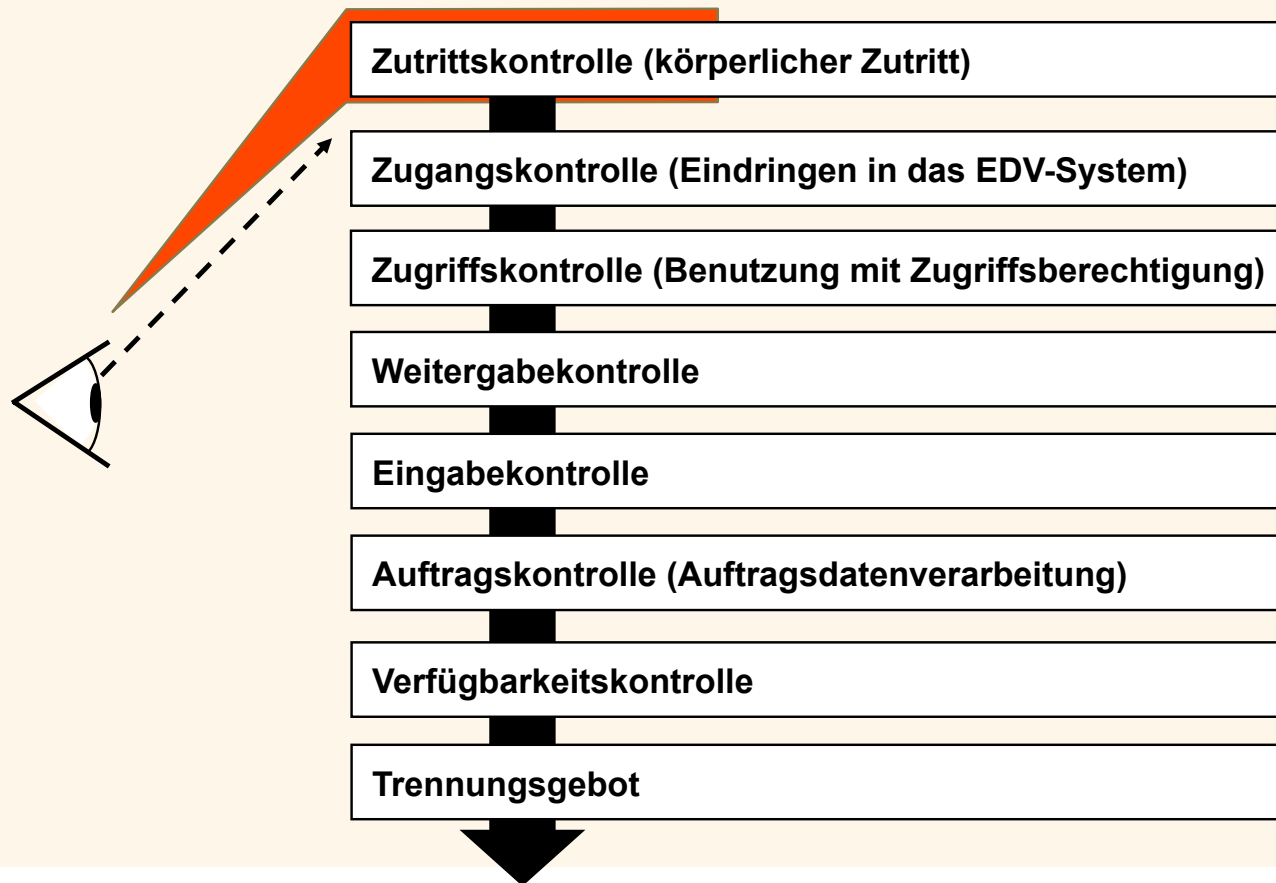 Zutrittskontrolle (körperlicher Zutritt)
Zugangskontrolle (Eindringen in das EDV-System)
Zugriffskontrolle (Benutzung mit Zugriffsberechtigung)
Weitergabekontrolle
Eingabekontrolle
Auftragskontrolle (Auftragsdatenverarbeitung)
Verfügbarkeitskontrolle
Trennungsgebot